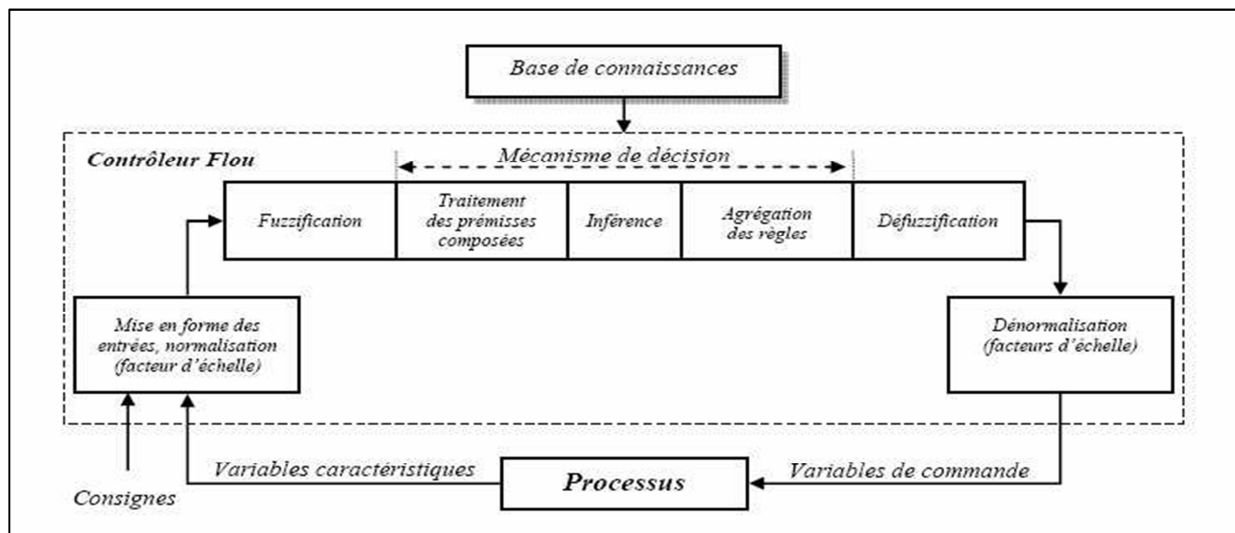 Base de connaissances
Contrôleur Flou
Mécanisme de décision
Fuzzification
Traitement
des prémisses
composées
Inférence
Agrégation
des règles
Défuzzification
Mise en forme des
entrées, normalisation
(facteur d'échelle)
Dénormalisation
(facteurs d'échelle)
Variables caractéristiques
Processus
Variables de commande
Consignes